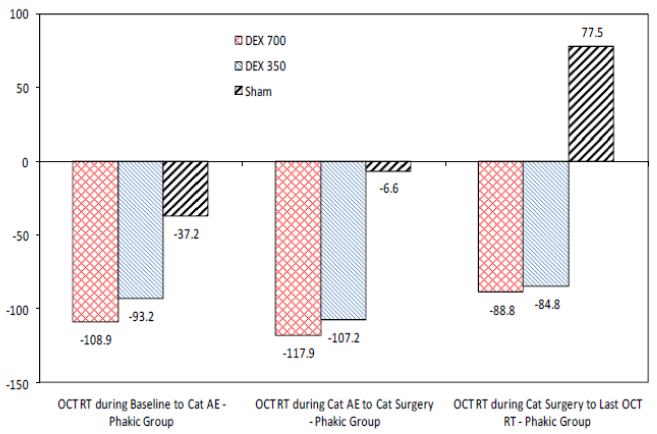 100
50
0
-50
-100
-150
DEX 700
DEX 350
Sham
-108.9
-93.2
-37.2
-117.9
-107.2
-6.6
-88.8
-84.8
77.5
OCT RT during Baseline to Cat AE -
Phakic Group
OCT RT during Cat AE to Cat Surgery
- Phakic Group
OCT RT during Cat Surgery to Last OCT
RT - Phakic Group